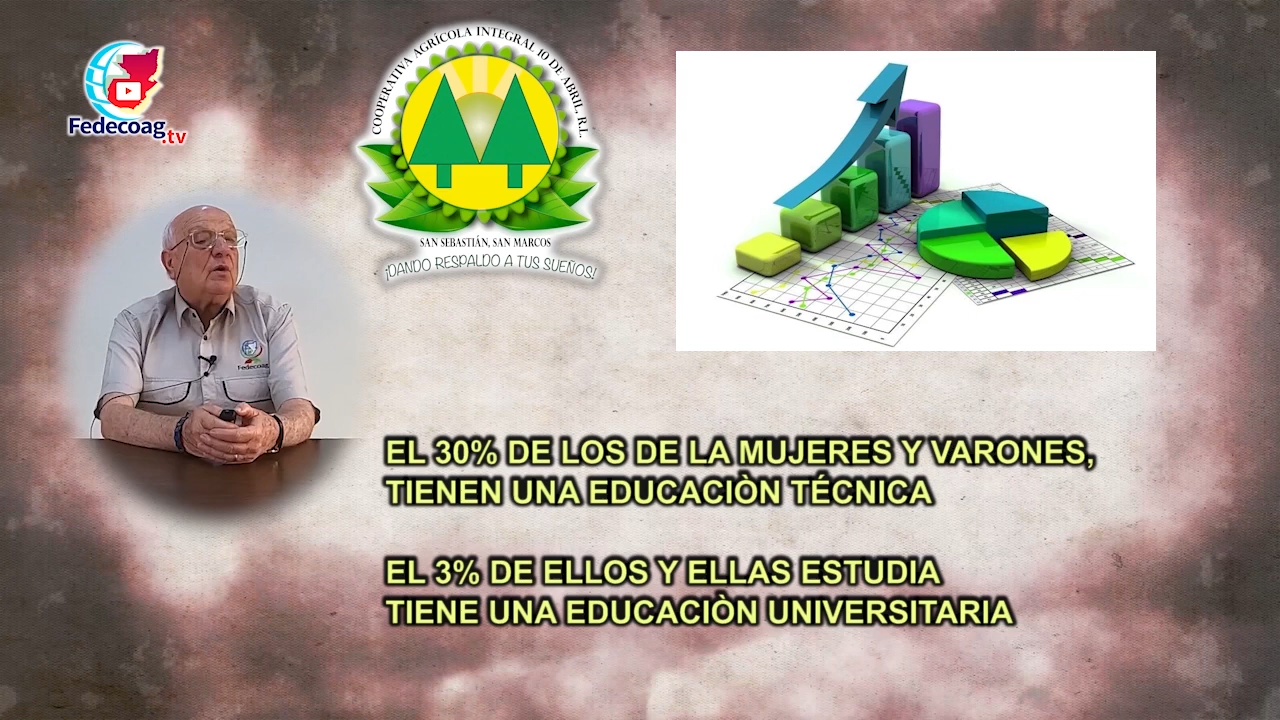 Fedecoag
.tv
COOPERATIVA AGRÍCOLA INTEGRAL 10 DE ABRIL, R.L.
SAN SEBASTIÁN, SAN MARCOS
¡DANDO RESPALDO A TUS SUEÑOS!
Fedecoag
EL 30% DE LOS DE LA MUJERES Y VARONES,
TIENEN UNA EDUCACIÒN TÉCNICA
EL 3% DE ELLOS Y ELLAS ESTUDIA
TIENE UNA EDUCACIÒN UNIVERSITARIA